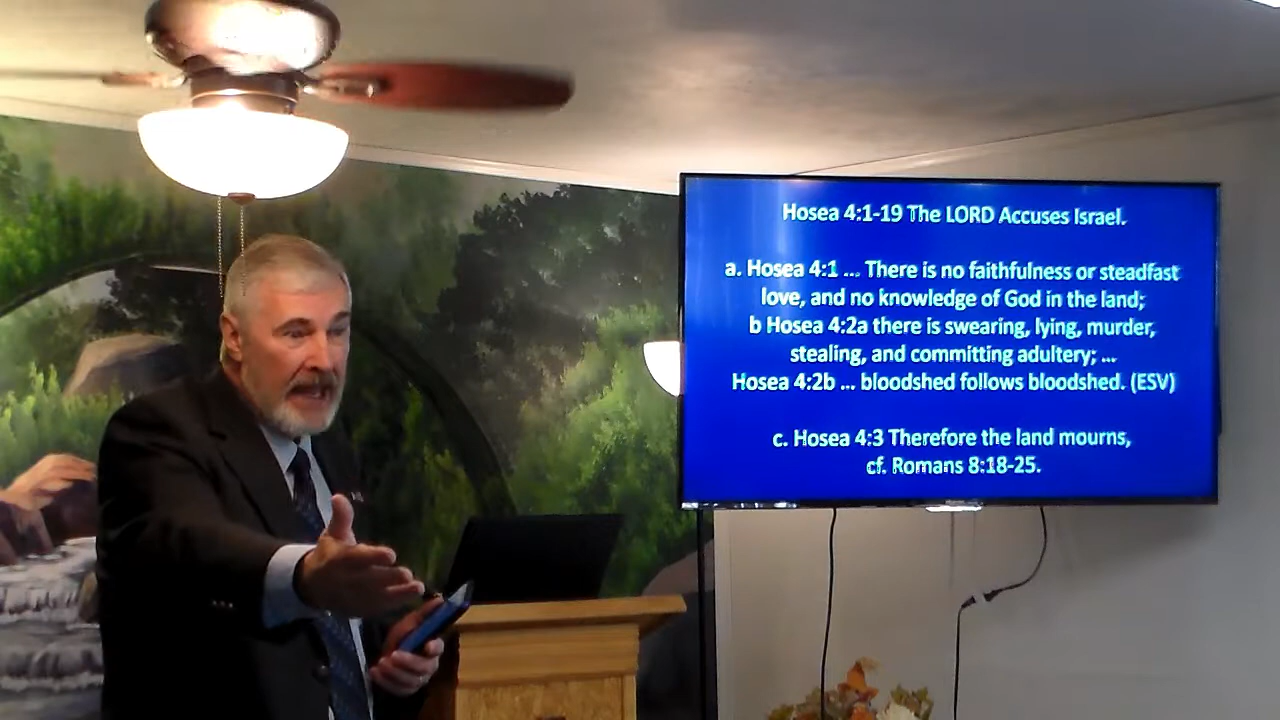 Hosea 4:1-19 The LORD Accuses Israel.
a. Hosea 4:1 ... There is no faithfulness or steadfast
love, and no knowledge of God in the land;
b Hosea 4:2a there is swearing, lying, murder,
stealing, and committing adultery; ...
Hosea 4:2b ... bloodshed follows bloodshed. (ESV)
c. Hosea 4:3 Therefore the land mourns,
cf. Romans 8:18-25.